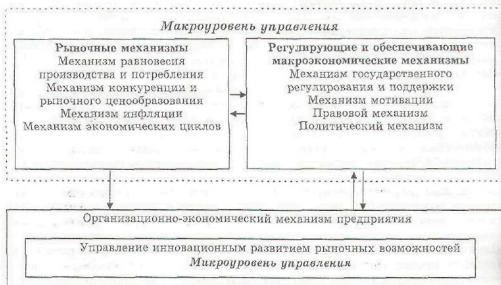 Макроуровень управления
Рыночные механизмы
Механизм равновесия
производства и потребления
Механизм конкуренции и
рыночного ценообразования
Механизм инфляции
Механизм экономических циклов
Регулирующие и обеспечивающие
макроэкономические механизмы
Механизм государственного
регулирования и поддержки
Механизм мотивации
Правовой механизм
Политический механизм
Организационно-экономический механизм предприятия
Управление инновационным развитием рыночных возможностей
Микроуровень управления